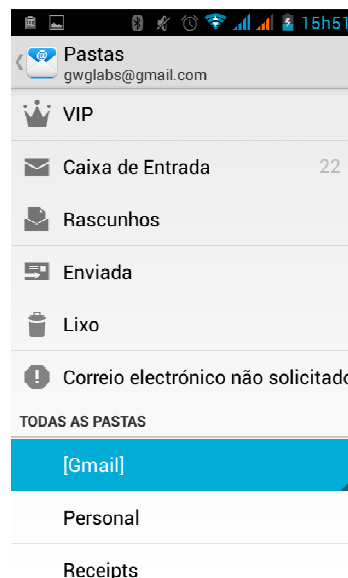 15h51
Pastas
gwglabs@gmail.com
VIP
Caixa de Entrada 22
Rascunhos
Enviada
Lixo
Correio electrónico não solicitado
TODAS AS PASTAS
[Gmail]
Personal
Receipts